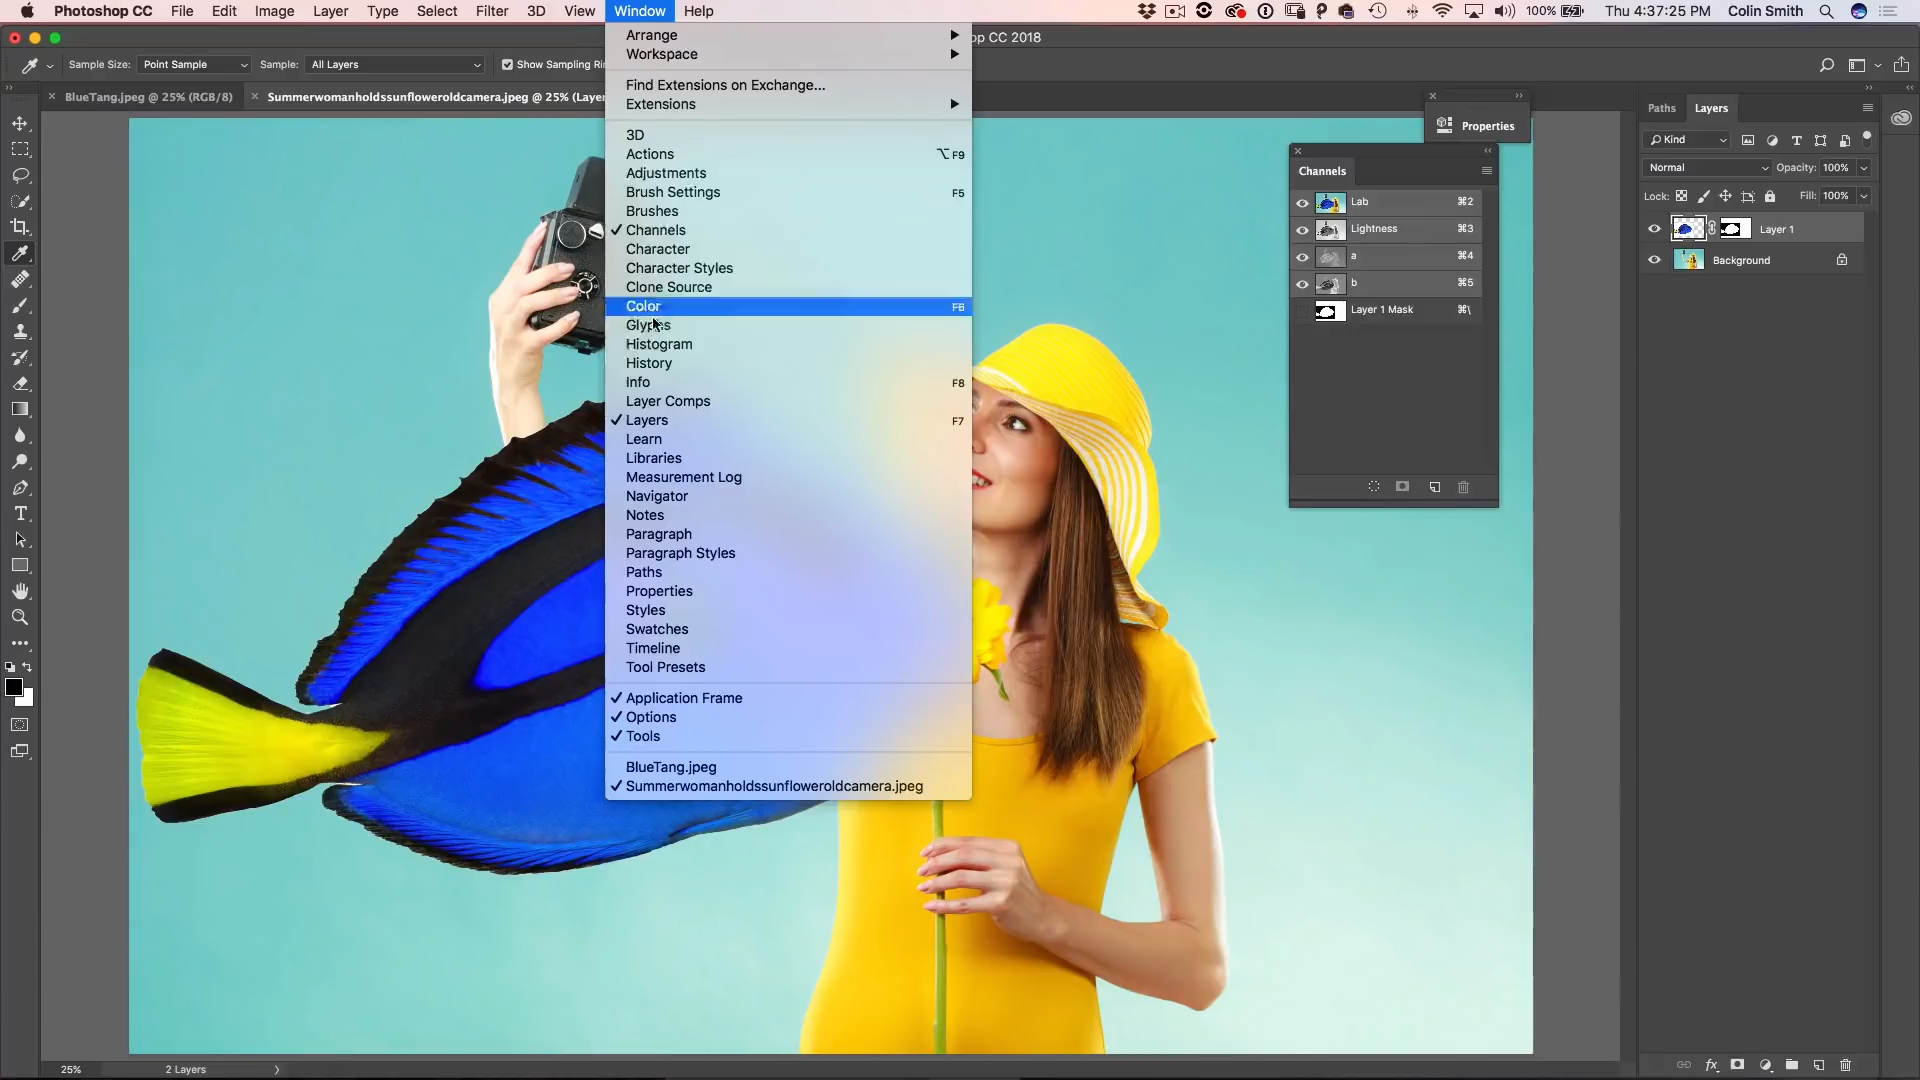 Photoshop CC File Edit Image Layer Type Select Filter 3D View Window Help 100% Thu 4:37:25 PM Colin Smith
op CC 2018
Sample Size: Point Sample Sample: All Layers Show Sampling Rin
BlueTang.jpeg @ 25% (RGB/8) Summerwomanholdssunfloweroldcamera.jpeg @ 25% (Layer
Arrange
Workspace
Find Extensions on Exchange...
Extensions
3D
Actions ⌥F9
Adjustments
Brush Settings F5
Brushes
✓ Channels
Character
Character Styles
Clone Source
Color F6
Glyphs
Histogram
History
Info F8
Layer Comps
✓ Layers F7
Learn
Libraries
Measurement Log
Navigator
Notes
Paragraph
Paragraph Styles
Paths
Properties
Styles
Swatches
Timeline
Tool Presets
✓ Application Frame
✓ Options
✓ Tools
BlueTang.jpeg
✓ Summerwomanholdssunfloweroldcamera.jpeg
Properties
Channels
Lab ⌘2
Lightness ⌘3
a ⌘4
b ⌘5
Layer 1 Mask ⌘\
Paths Layers
Kind
Normal Opacity: 100%
Lock: Fill: 100%
Layer 1
Background
25% 2 Layers